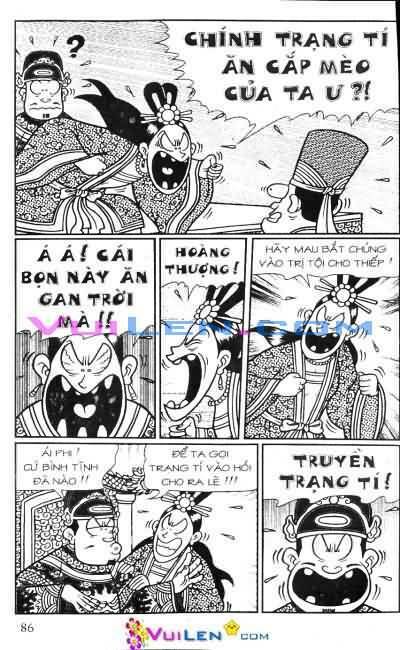 ?
CHÍNH TRẠNG TÍ
ĂN CẮP MÈO
CỦA TA Ư ?!
Á Á! CÁI
BỌN NÀY ĂN
GAN TRỜI
MÀ !!
HOÀNG
THƯỢNG!
HÃY MAU BẮT CHÚNG
VÀO TRỊ TỘI CHO THIẾP!
VUILEN.COM
ÁI PHI!
CỨ BÌNH TĨNH
ĐÃ NÀO!!
ĐỂ TA GỌI
TRẠNG TÍ VÀO HỎI
CHO RA LẼ!!!
TRUYỀN
TRẠNG TÍ!
86
VUILEN.COM